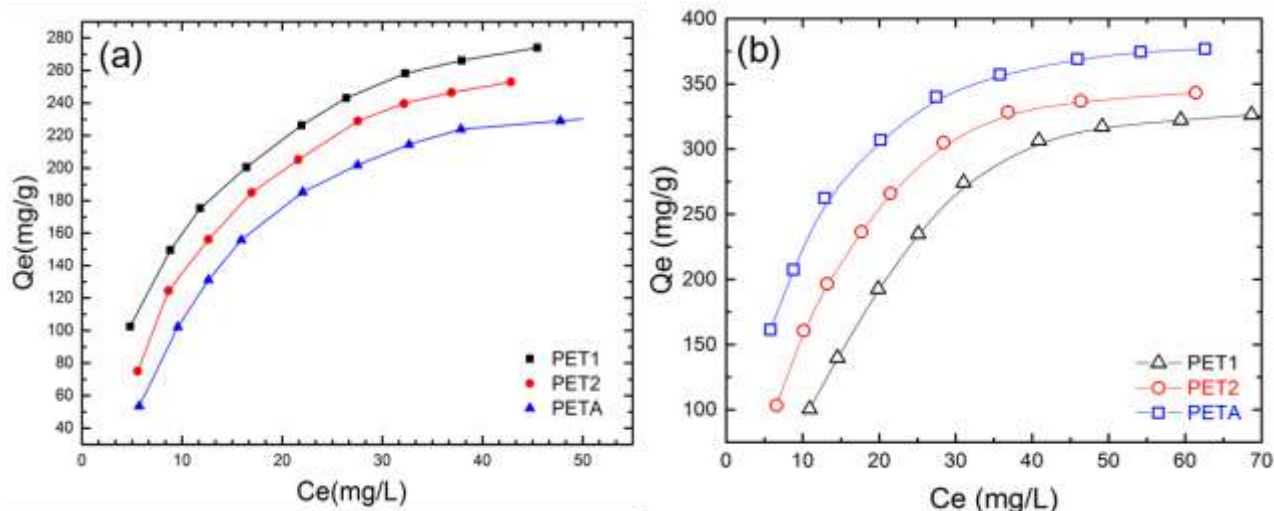 (a)
Qe(mg/g)
280
260
240
220
200
180
160
140
120
100
80
60
40
0 10 20 30 40 50
Ce(mg/L)
PET1
PET2
PETA
(b)
Qe (mg/g)
400
350
300
250
200
150
100
0 10 20 30 40 50 60 70
Ce (mg/L)
PET1
PET2
PETA